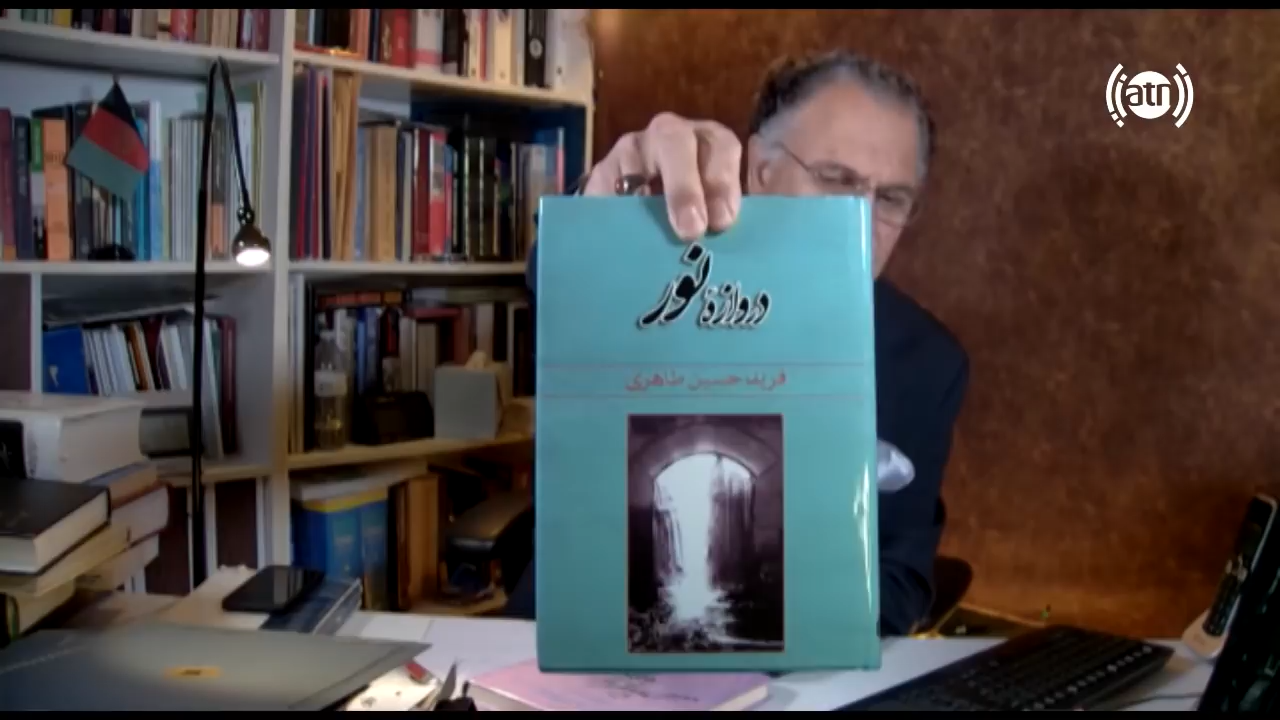 atn
دروازهٔ نور
فرید حسین طاهری